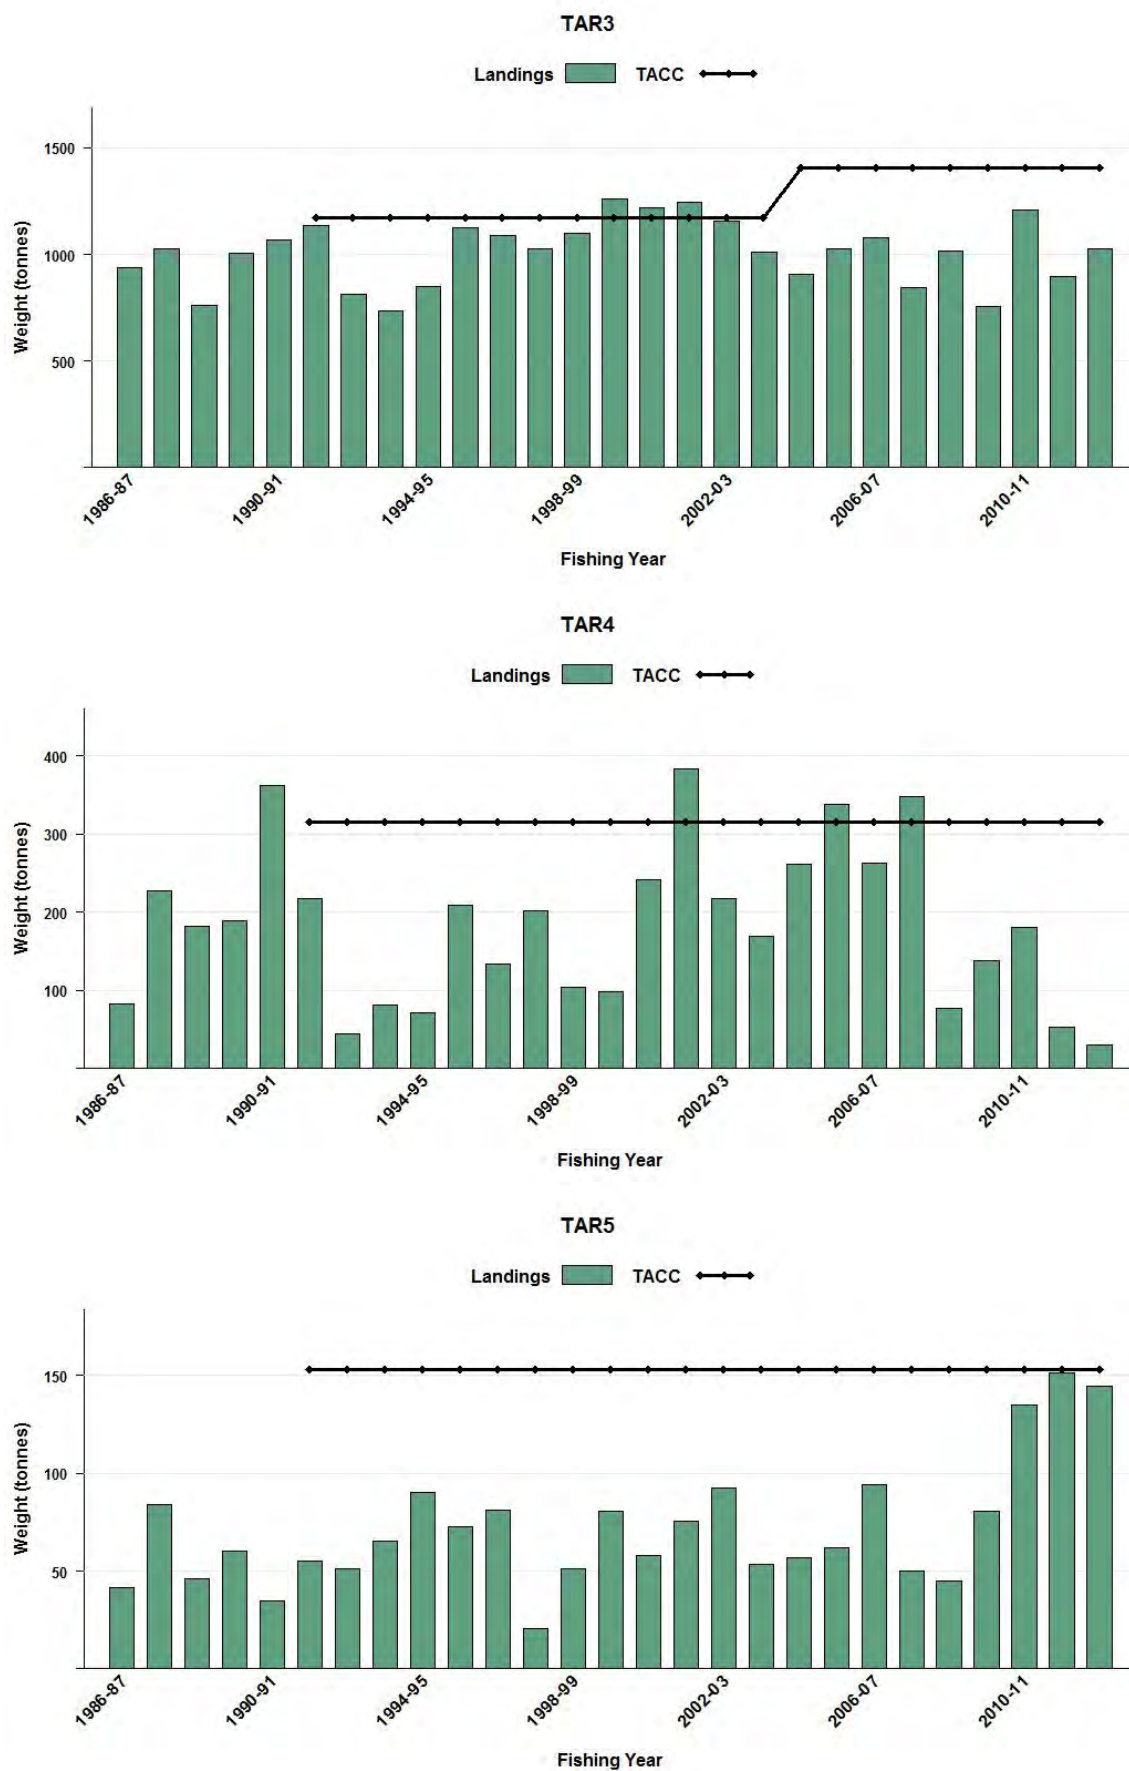 TAR3
Landings TACC
1500
1000
500
Weight (tonnes)
1986-87 1990-91 1994-95 1998-99 2002-03 2006-07 2010-11
Fishing Year
TAR4
Landings TACC
400
300
200
100
Weight (tonnes)
1986-87 1990-91 1994-95 1998-99 2002-03 2006-07 2010-11
Fishing Year
TAR5
Landings TACC
150
100
50
Weight (tonnes)
1986-87 1990-91 1994-95 1998-99 2002-03 2006-07 2010-11
Fishing Year